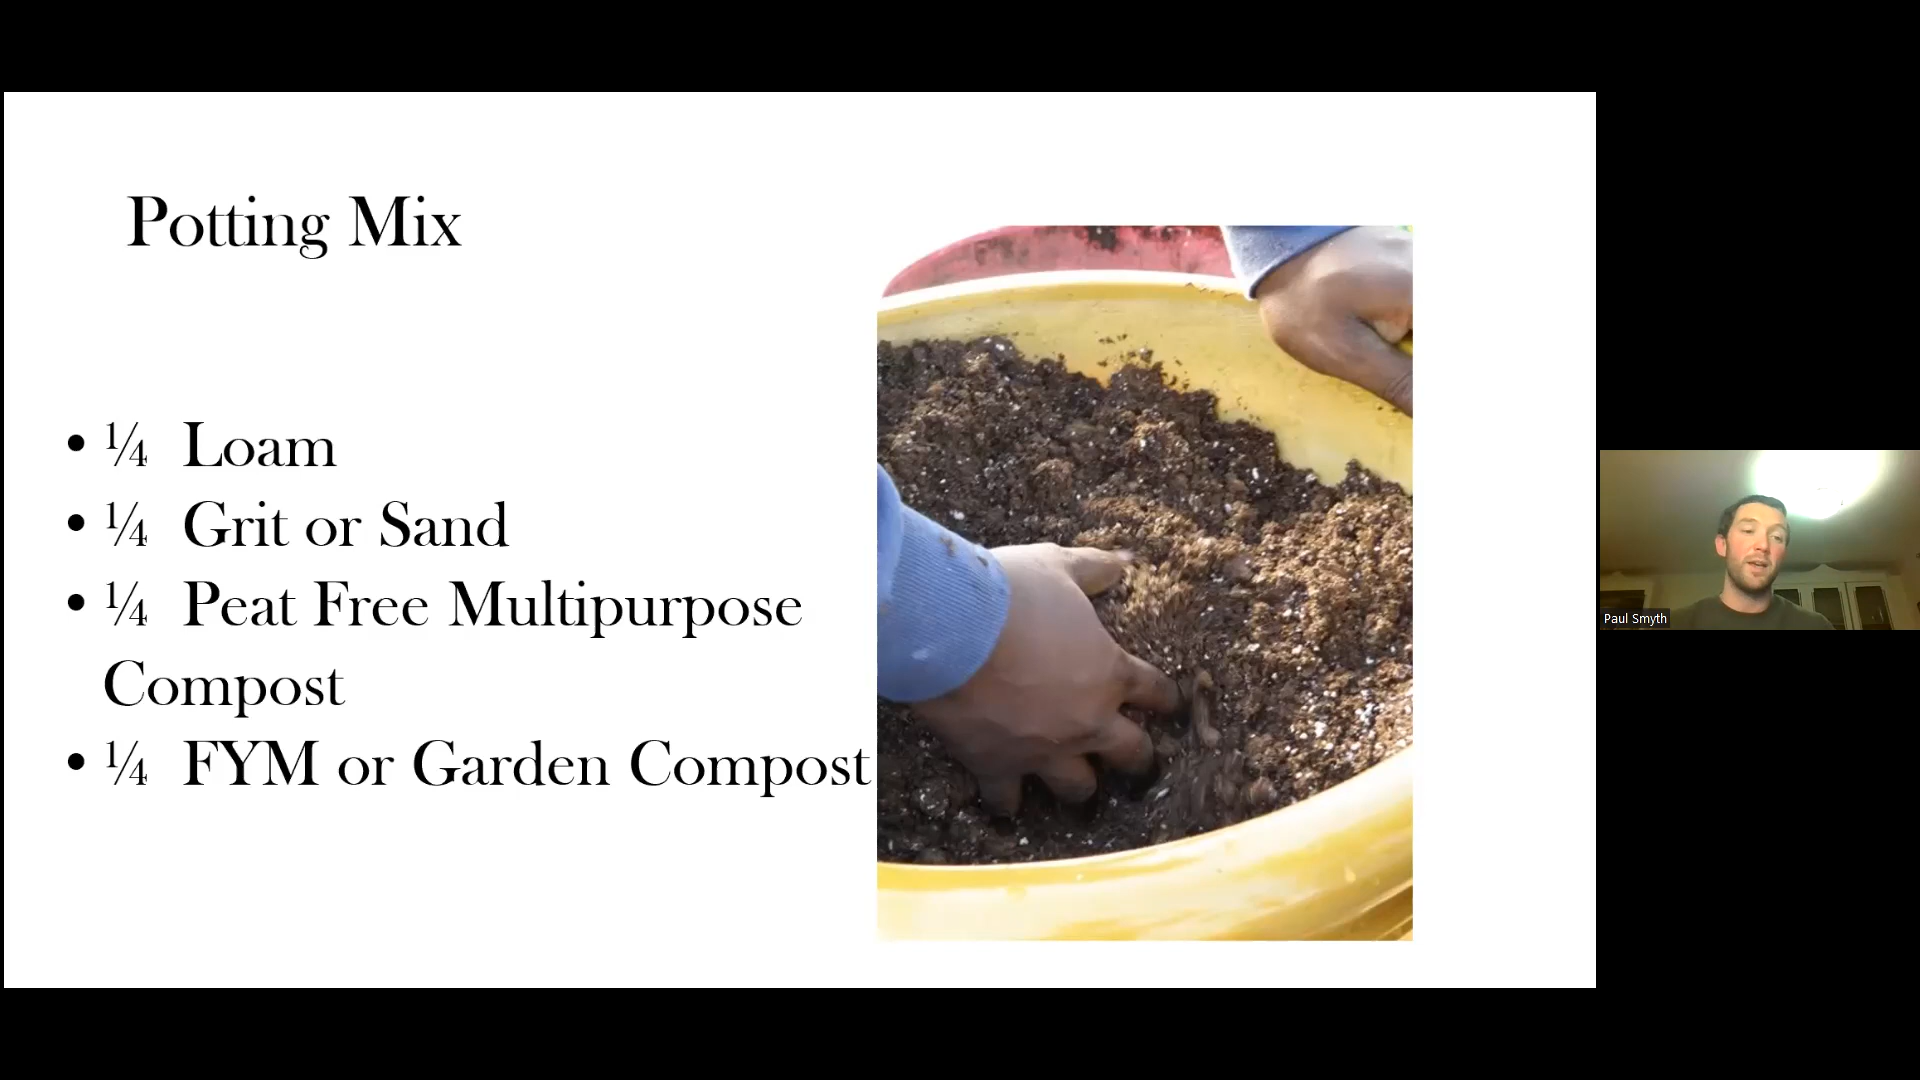 Potting Mix
• ¼ Loam
• ¼ Grit or Sand
• ¼ Peat Free Multipurpose
Compost
• ¼ FYM or Garden Compost
Paul Smyth